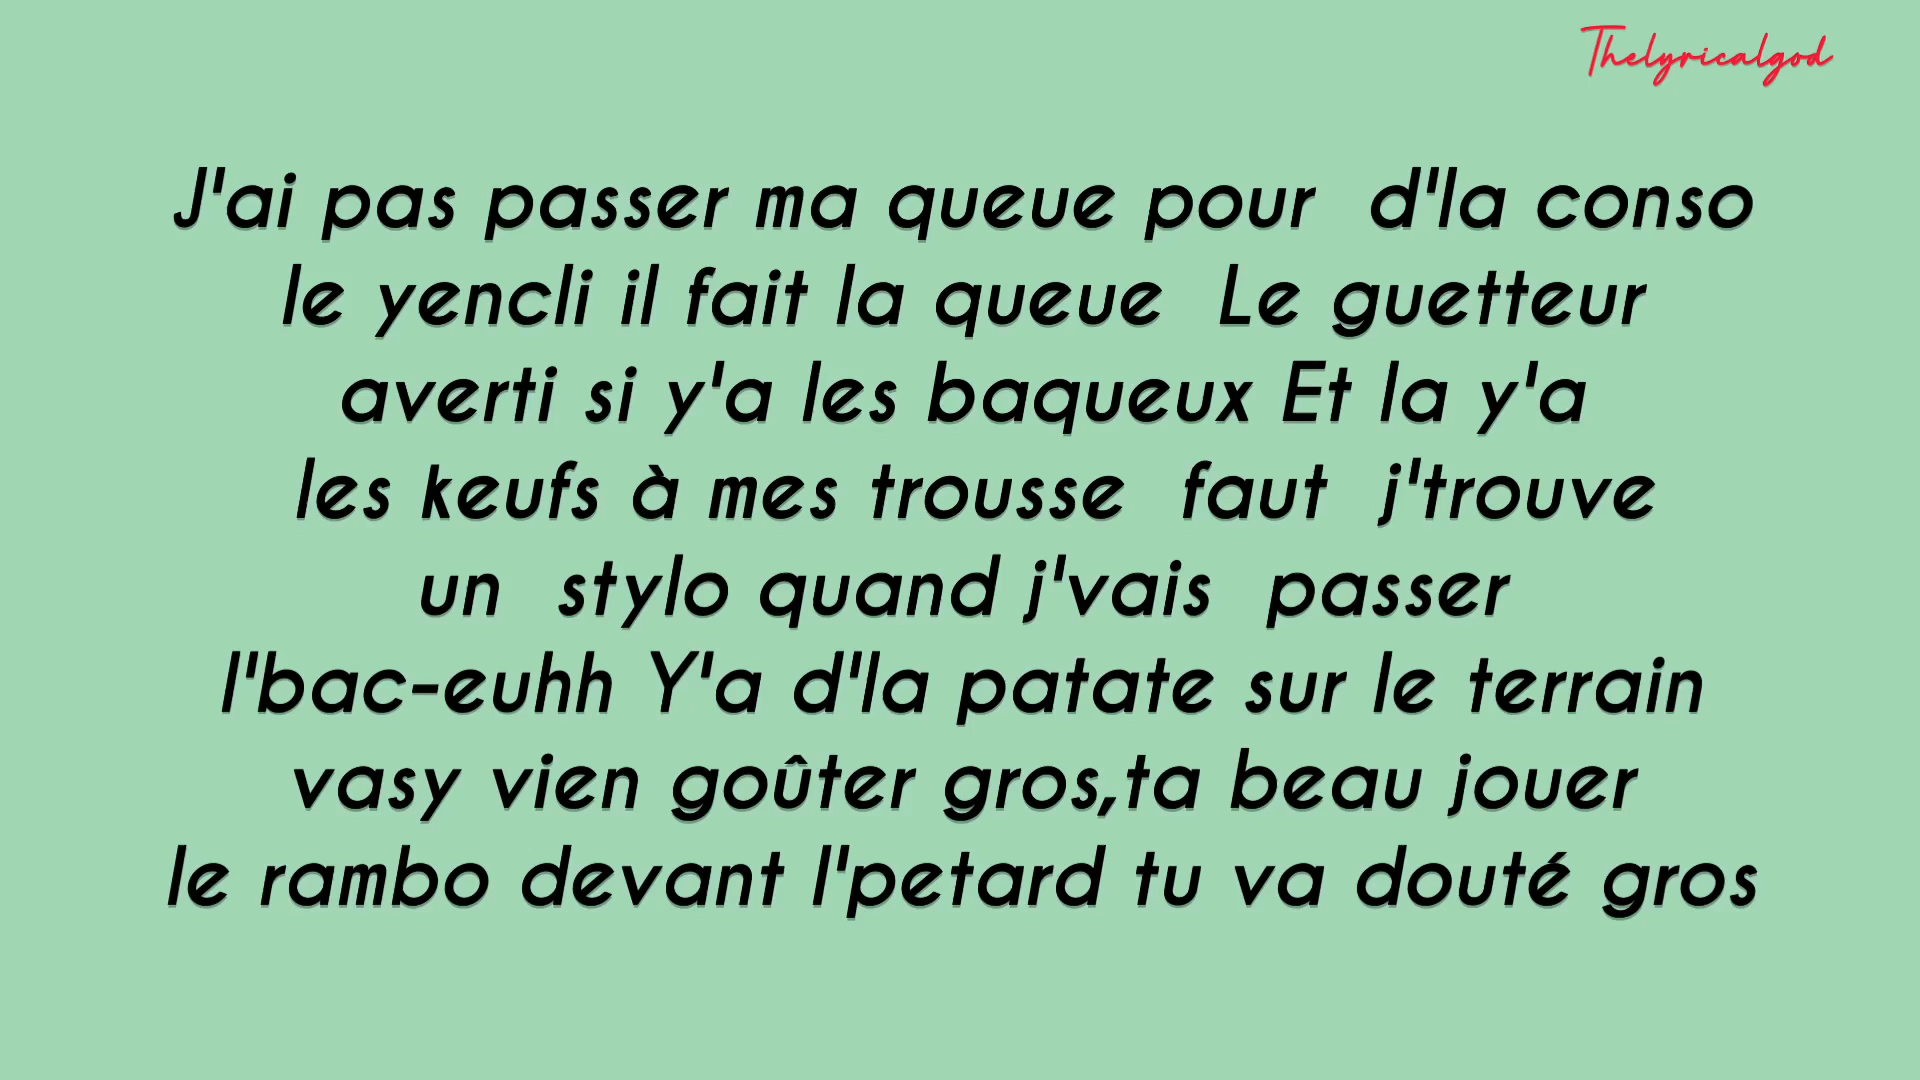 Thelyricalgod
J'ai pas passer ma queue pour d'la conso
le yencli il fait la queue Le guetteur
averti si y'a les baqueux Et la y'a
les keufs à mes trousse faut j'trouve
un stylo quand j'vais passer
l'bac-euhh Y'a d'la patate sur le terrain
vasy vien goûter gros,ta beau jouer
le rambo devant l'petard tu va douté gros